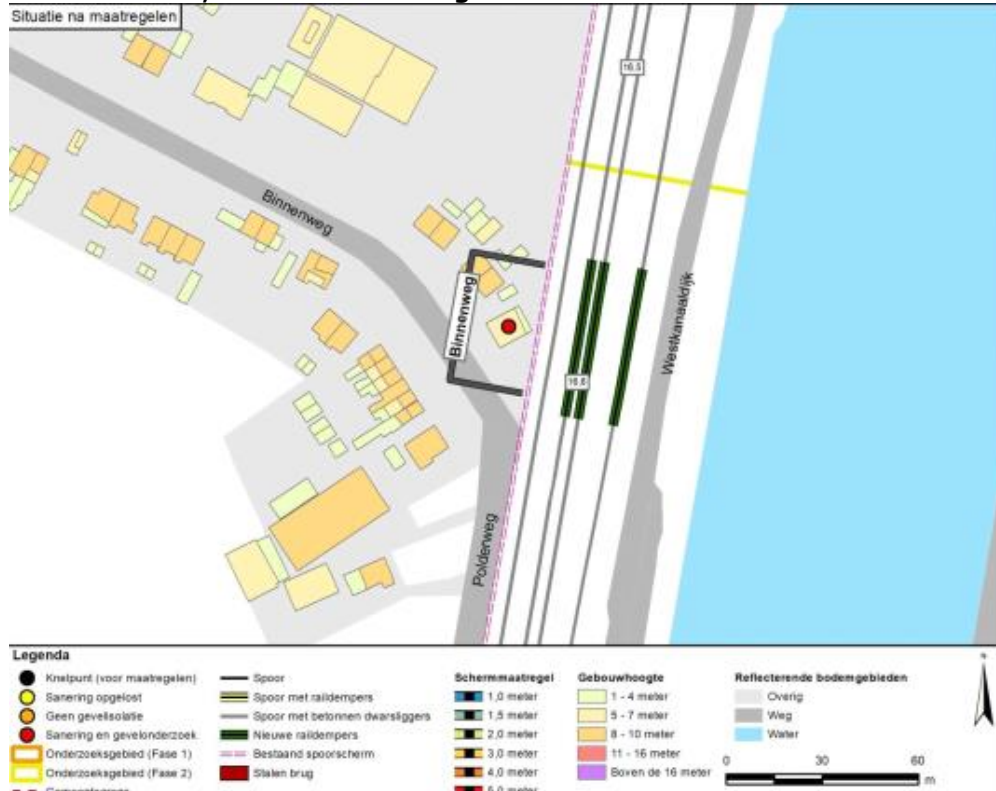 Situatie na maatregelen
16,5
Binnenweg
Binnenweg
Westkanaaldijk
16,6
Polderweg
Legenda
Knelpunt (voor maatregelen)
Sanering opgelost
Geen gevelisolatie
Sanering en gevelonderzoek
Onderzoeksgebied (Fase 1)
Onderzoeksgebied (Fase 2)
Spoor
Spoor met raildempers
Spoor met betonnen dwarsliggers
Nieuwe raildempers
Bestaand spoorscherm
Stalen brug
Schermmaatregel
1,0 meter
1,5 meter
2,0 meter
3,0 meter
4,0 meter
5,0 meter
Gebouwhoogte
1 - 4 meter
5 - 7 meter
8 - 10 meter
11 - 16 meter
Boven de 16 meter
Reflecterende bodemgebieden
Overig
Weg
Water
0 30 60
m